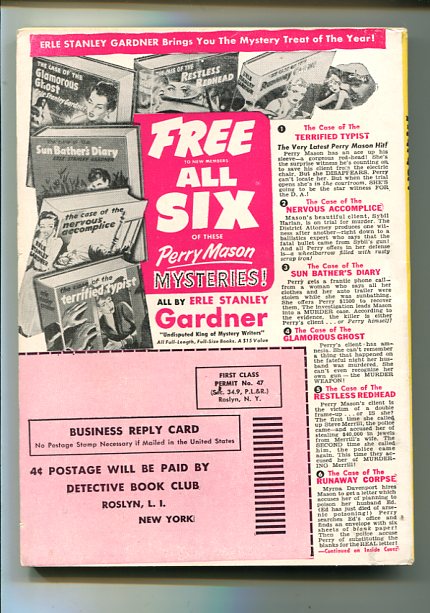 ERLE STANLEY GARDNER Brings You The Mystery Treat of The Year!
THE CASE OF THE
Glamorous
Ghost
THE CASE OF THE
RESTLESS
REDHEAD
Sun Bather's Diary
STANLEY GARDNER
the case of the
nervous
accomplice
FREE
TO NEW MEMBERS
ALL
SIX
OF THESE
Perry Mason
MYSTERIES!
ALL BY ERLE STANLEY
Gardner
"Undisputed King of Mystery Writers"
All Full-Length, Full-Size Books. A $15 Value
1 The Case of The
TERRIFIED TYPIST
The Very Latest Perry Mason Hit!
Perry Mason has an ace up his
sleeve—a gorgeous red-head! She's
the surprise witness he's counting on
to save his client from the electric
chair. But she DISAPPEARS. Perry
can't locate her. But when the trial
opens she's in the courtroom, SHE'S
going to be the star witness FOR
the D. A.!
2 The Case of The
NERVOUS ACCOMPLICE
Mason's beautiful client, Sybil
Harlan, is on trial for murder. The
District Attorney produces one wit-
ness after another—right down to a
ballistics expert who says that the
fatal bullet came from Sybil's gun!
And all Perry offers in her defense
is—a wheelborrow filled with rusty
scrap iron!
3 The Case of The
SUN BATHER'S DIARY
Perry gets a frantic phone call—
from a woman who says all her
clothes and her auto trailer were
stolen while she was sunbathing.
She offers Perry $1500 to recover
them. The investigation leads Mason
into a MURDER case. According to
the evidence, the killer is either
Perry's client . . . or Perry himself!
4 The Case of The
GLAMOROUS GHOST
Perry's client has am-
nesia. She can't remember
a thing that happened on
the fateful night her hus-
band was murdered. She
can't even recognize her
own gun—the MURDER
WEAPON!
5 The Case of The
RESTLESS REDHEAD
Perry Mason's client is
the victim of a double
frame-up . . . or IS she?
The first time she called
up Steve Merrill, the police
came—and accused her of
stealing $40,000 in jewels
from Merrill's wife. The
SECOND time she called
him, the police came
again. This time they ac-
cused her of MURDER-
ING Merrill!
6 The Case of The
RUNAWAY CORPSE
Myrna Davenport hires
Mason to get a letter which
accuses her of planning to
poison her husband Ed.
(Ed has just died of arse-
nic poisoning!) Perry
searches Ed's office and
finds an envelope with six
sheets of blank paper!
Then the police accuse
Perry of substituting the
blanks for the REAL letter!
—Continued on Inside Cover
FIRST CLASS
PERMIT No. 47
(Sec. 34.9, P.L.&R.)
Roslyn, N. Y.
BUSINESS REPLY CARD
No Postage Stamp Necessary if Mailed in the United States
4¢ POSTAGE WILL BE PAID BY
DETECTIVE BOOK CLUB
ROSLYN, L. I.
NEW YORK